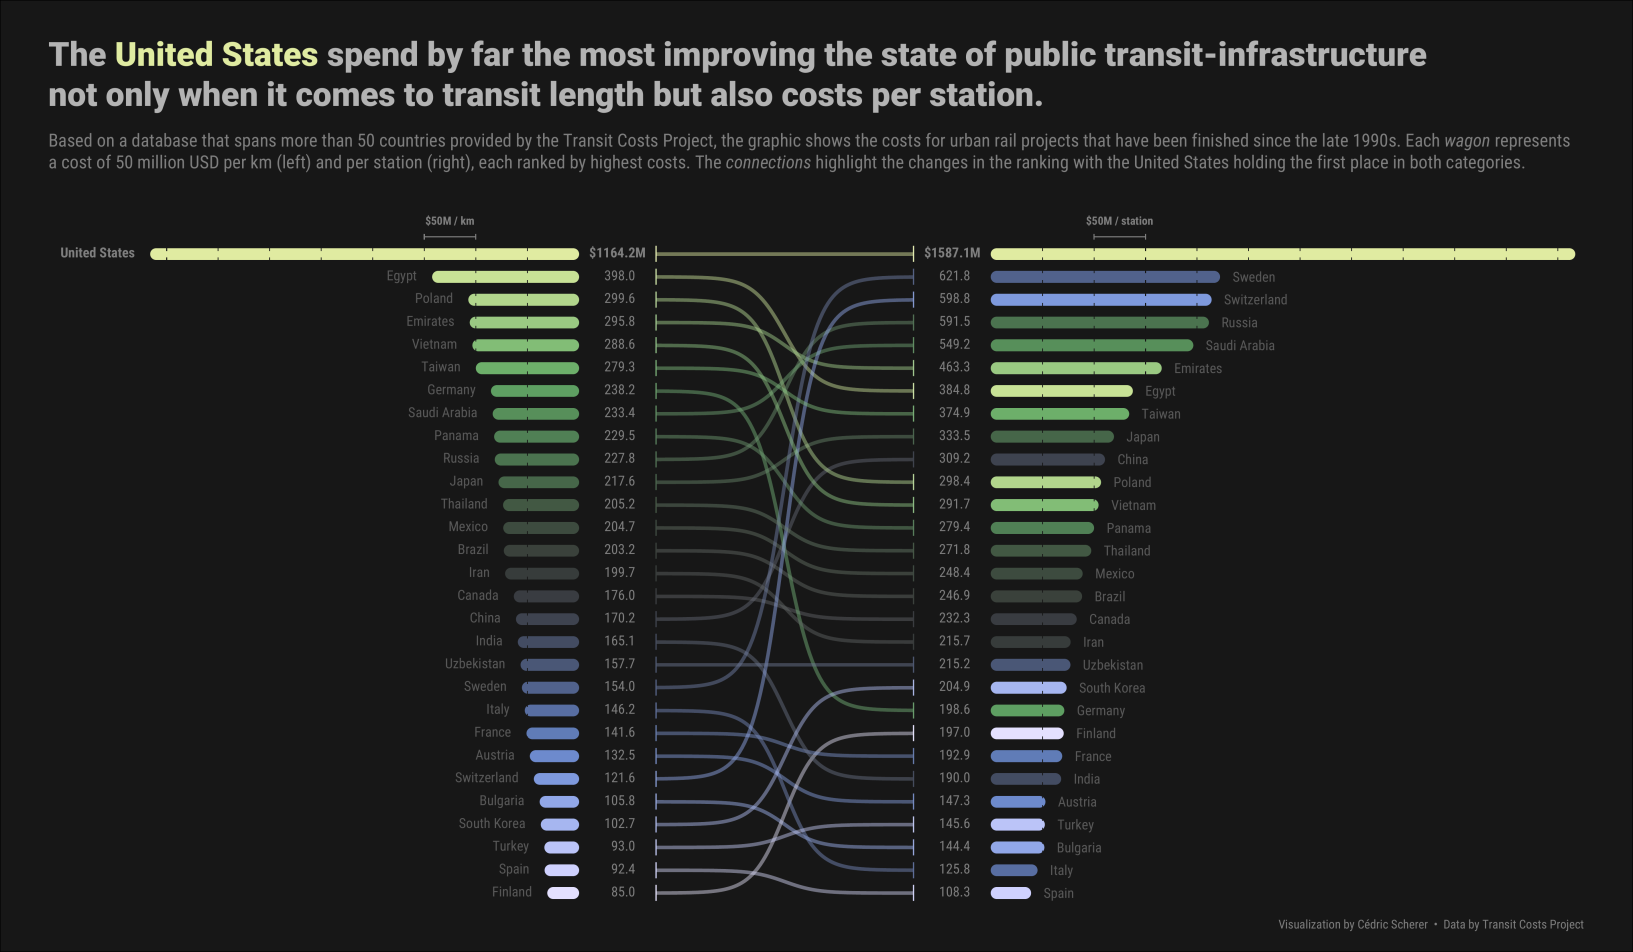 The United States spend by far the most improving the state of public transit-infrastructure
not only when it comes to transit length but also costs per station.
Based on a database that spans more than 50 countries provided by the Transit Costs Project, the graphic shows the costs for urban rail projects that have been finished since the late 1990s. Each wagon represents
a cost of 50 million USD per km (left) and per station (right), each ranked by highest costs. The connections highlight the changes in the ranking with the United States holding the first place in both categories.
$50M / km $50M / station
United States $1164.2M $1587.1M
Egypt 398.0 621.8 Sweden
Poland 299.6 598.8 Switzerland
Emirates 295.8 591.5 Russia
Vietnam 288.6 549.2 Saudi Arabia
Taiwan 279.3 463.3 Emirates
Germany 238.2 384.8 Egypt
Saudi Arabia 233.4 374.9 Taiwan
Panama 229.5 333.5 Japan
Russia 227.8 309.2 China
Japan 217.6 298.4 Poland
Thailand 205.2 291.7 Vietnam
Mexico 204.7 279.4 Panama
Brazil 203.2 271.8 Thailand
Iran 199.7 248.4 Mexico
Canada 176.0 246.9 Brazil
China 170.2 232.3 Canada
India 165.1 215.7 Iran
Uzbekistan 157.7 215.2 Uzbekistan
Sweden 154.0 204.9 South Korea
Italy 146.2 198.6 Germany
France 141.6 197.0 Finland
Austria 132.5 192.9 France
Switzerland 121.6 190.0 India
Bulgaria 105.8 147.3 Austria
South Korea 102.7 145.6 Turkey
Turkey 93.0 144.4 Bulgaria
Spain 92.4 125.8 Italy
Finland 85.0 108.3 Spain
Visualization by Cédric Scherer • Data by Transit Costs Project